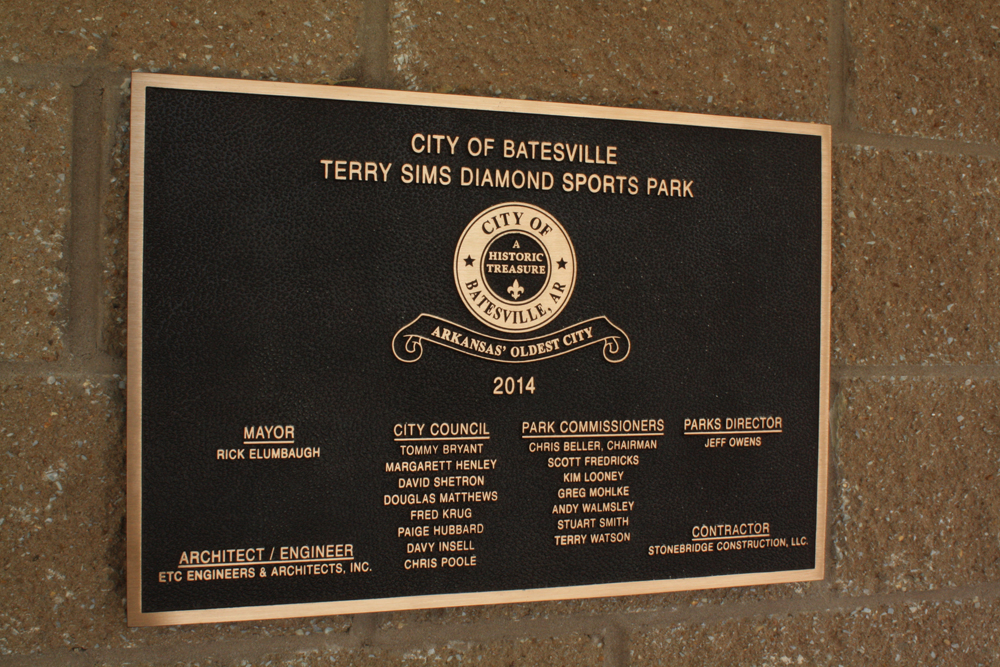 CITY OF BATESVILLE
TERRY SIMS DIAMOND SPORTS PARK
CITY OF
A
HISTORIC
TREASURE
BATESVILLE, AR
ARKANSAS' OLDEST CITY
2014
MAYOR
RICK ELUMBAUGH
CITY COUNCIL
TOMMY BRYANT
MARGARETT HENLEY
DAVID SHETRON
DOUGLAS MATTHEWS
FRED KRUG
PAIGE HUBBARD
DAVY INSELL
CHRIS POOLE
PARK COMMISSIONERS
CHRIS BELLER, CHAIRMAN
SCOTT FREDRICKS
KIM LOONEY
GREG MOHLKE
ANDY WALMSLEY
STUART SMITH
TERRY WATSON
PARKS DIRECTOR
JEFF OWENS
ARCHITECT / ENGINEER
ETC ENGINEERS & ARCHITECTS, INC.
CONTRACTOR
STONEBRIDGE CONSTRUCTION, LLC.